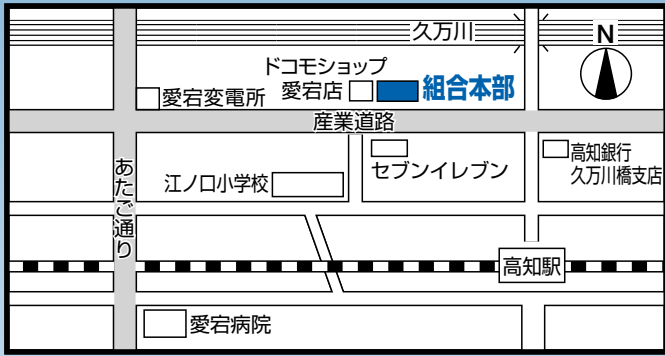 久万川
N
ドコモショップ
愛宕店
組合本部
愛宕変電所
産業道路
セブンイレブン
高知銀行
久万川橋支店
江ノ口小学校
あたご通り
高知駅
愛宕病院